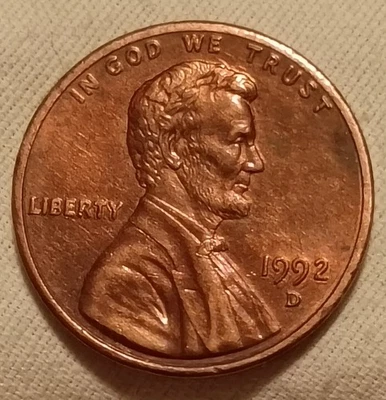 IN GOD WE TRUST
LIBERTY
1992
D